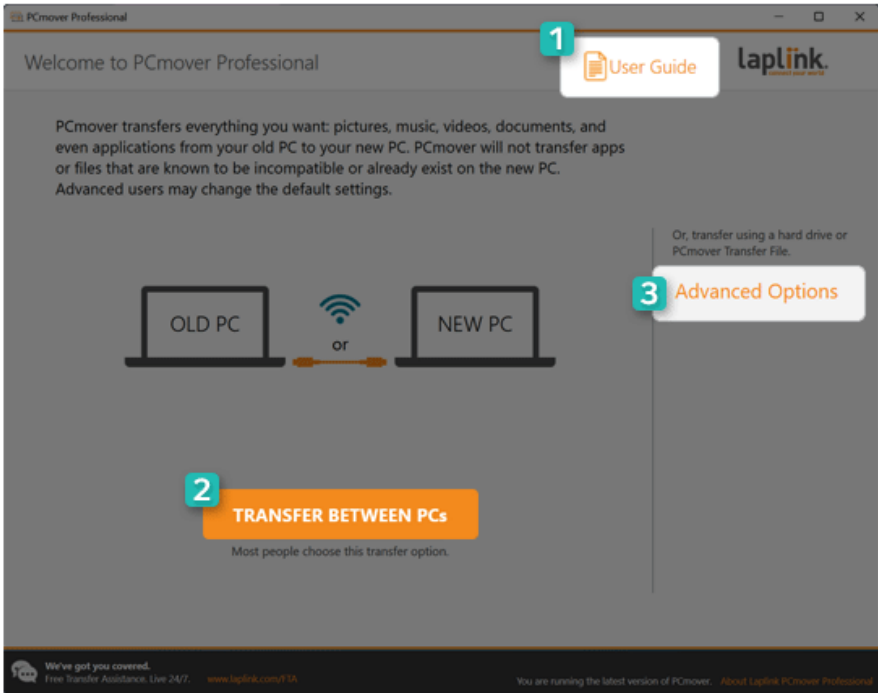 PCmover Professional
1
Welcome to PCmover Professional
User Guide
laplink.
connect your world
PCmover transfers everything you want: pictures, music, videos, documents, and
even applications from your old PC to your new PC. PCmover will not transfer apps
or files that are known to be incompatible or already exist on the new PC.
Advanced users may change the default settings.
Or, transfer using a hard drive or
PCmover Transfer File.
3
Advanced Options
OLD PC
or
NEW PC
2
TRANSFER BETWEEN PCs
Most people choose this transfer option.
We've got you covered.
Free Transfer Assistance. Live 24/7.
www.laplink.com/FTA
You are running the latest version of PCmover.
About Laplink PCmover Professional